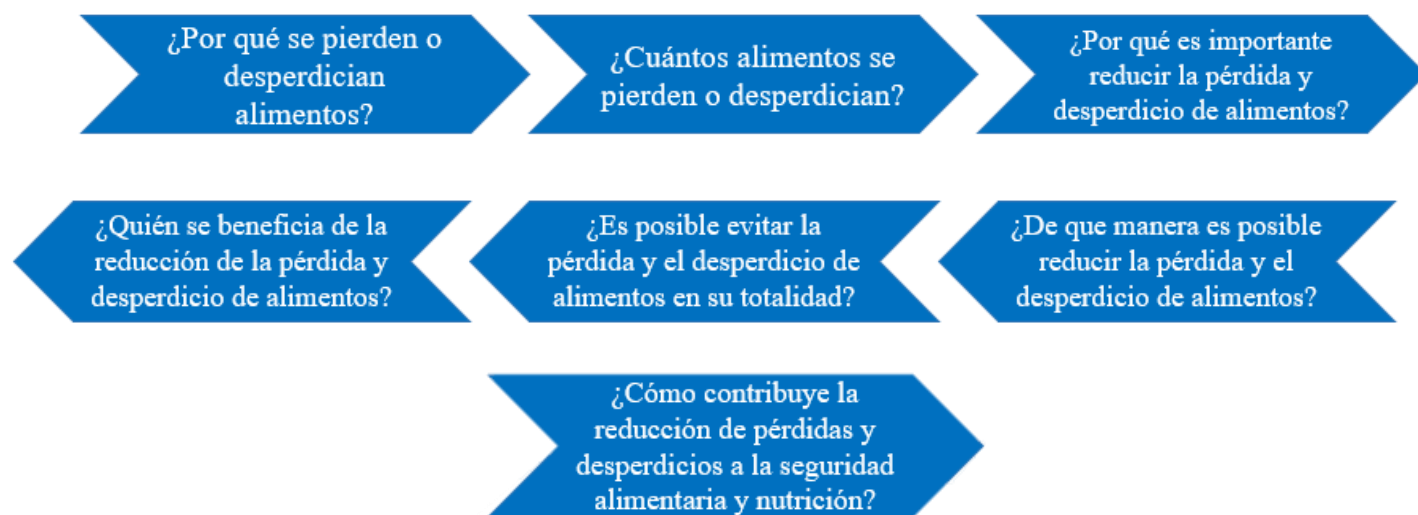 ¿Por qué se pierden o
desperdician
alimentos?
¿Cuántos alimentos se
pierden o desperdician?
¿Por qué es importante
reducir la pérdida y
desperdicio de alimentos?
¿Quién se beneficia de la
reducción de la pérdida y
desperdicio de alimentos?
¿Es posible evitar la
pérdida y el desperdicio de
alimentos en su totalidad?
¿De que manera es posible
reducir la pérdida y el
desperdicio de alimentos?
¿Cómo contribuye la
reducción de pérdidas y
desperdicios a la seguridad
alimentaria y nutrición?